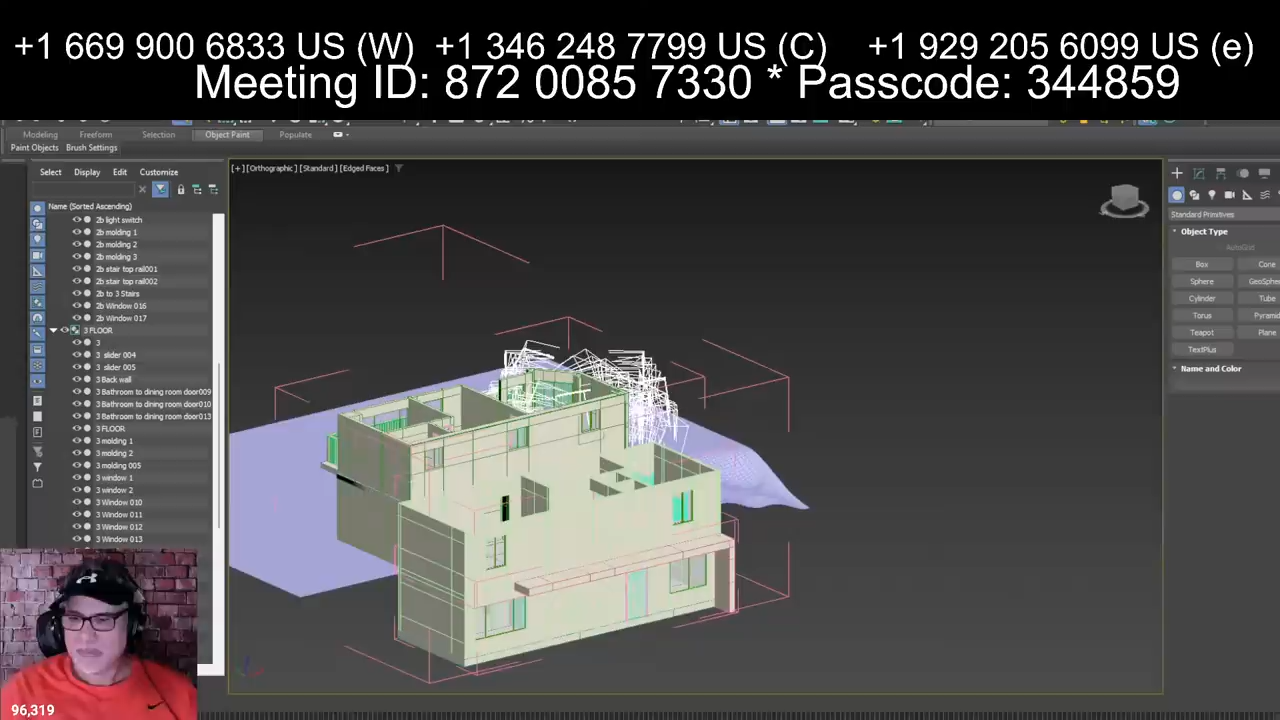 +1 669 900 6833 US (W) +1 346 248 7799 US (C) +1 929 205 6099 US (e)
Meeting ID: 872 0085 7330 * Passcode: 344859
Modeling Freeform Selection Object Paint Populate
Paint Objects Brush Settings
Select Display Edit Customize
[+] [Orthographic] [Standard] [Edged Faces]
Name (Sorted Ascending)
2b light switch
2b molding 1
2b molding 2
2b molding 3
2b stair top rail001
2b stair top rail002
2b to 3 Stairs
2b Window 016
2b Window 017
3 FLOOR
3
3 slider 004
3 slider 005
3 Back wall
3 Bathroom to dining room door009
3 Bathroom to dining room door010
3 Bathroom to dining room door013
3 FLOOR
3 molding 1
3 molding 2
3 molding 005
3 window 1
3 window 2
3 Window 010
3 Window 011
3 Window 012
3 Window 013
Standard Primitives
Object Type
AutoGrid
Box Cone
Sphere GeoSphere
Cylinder Tube
Torus Pyramid
Teapot Plane
TextPlus
Name and Color
96,319